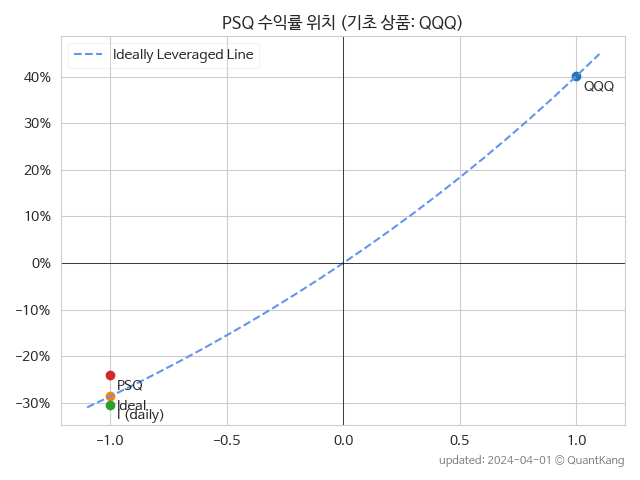 PSQ 수익률 위치 (기초 상품: QQQ)
Ideally Leveraged Line
40%
30%
20%
10%
0%
−10%
−20%
−30%
QQQ
PSQ
Ideal
I (daily)
−1.0 −0.5 0.0 0.5 1.0
updated: 2024-04-01 © QuantKang